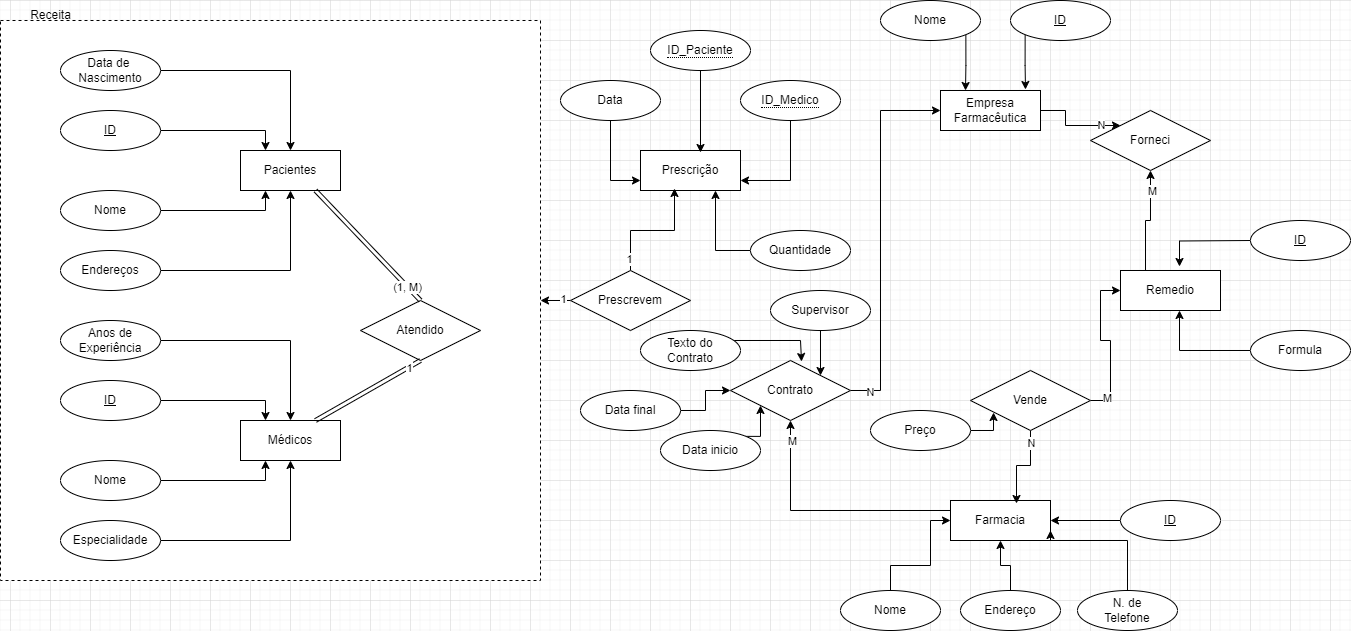 Receita
Data de
Nascimento
ID
Pacientes
Nome
Endereços
(1, M)
Atendido
Anos de
Experiência
1
ID
Médicos
Nome
Especialidade
ID_Paciente
Data
ID_Medico
Prescrição
Quantidade
1
Prescrevem
1
Supervisor
Texto do
Contrato
Contrato
N
Data final
Data inicio
M
Nome
ID
Empresa
Farmacêutica
N
Forneci
M
ID
Remedio
Formula
Vende
M
Preço
N
Farmacia
ID
Nome
Endereço
N. de
Telefone